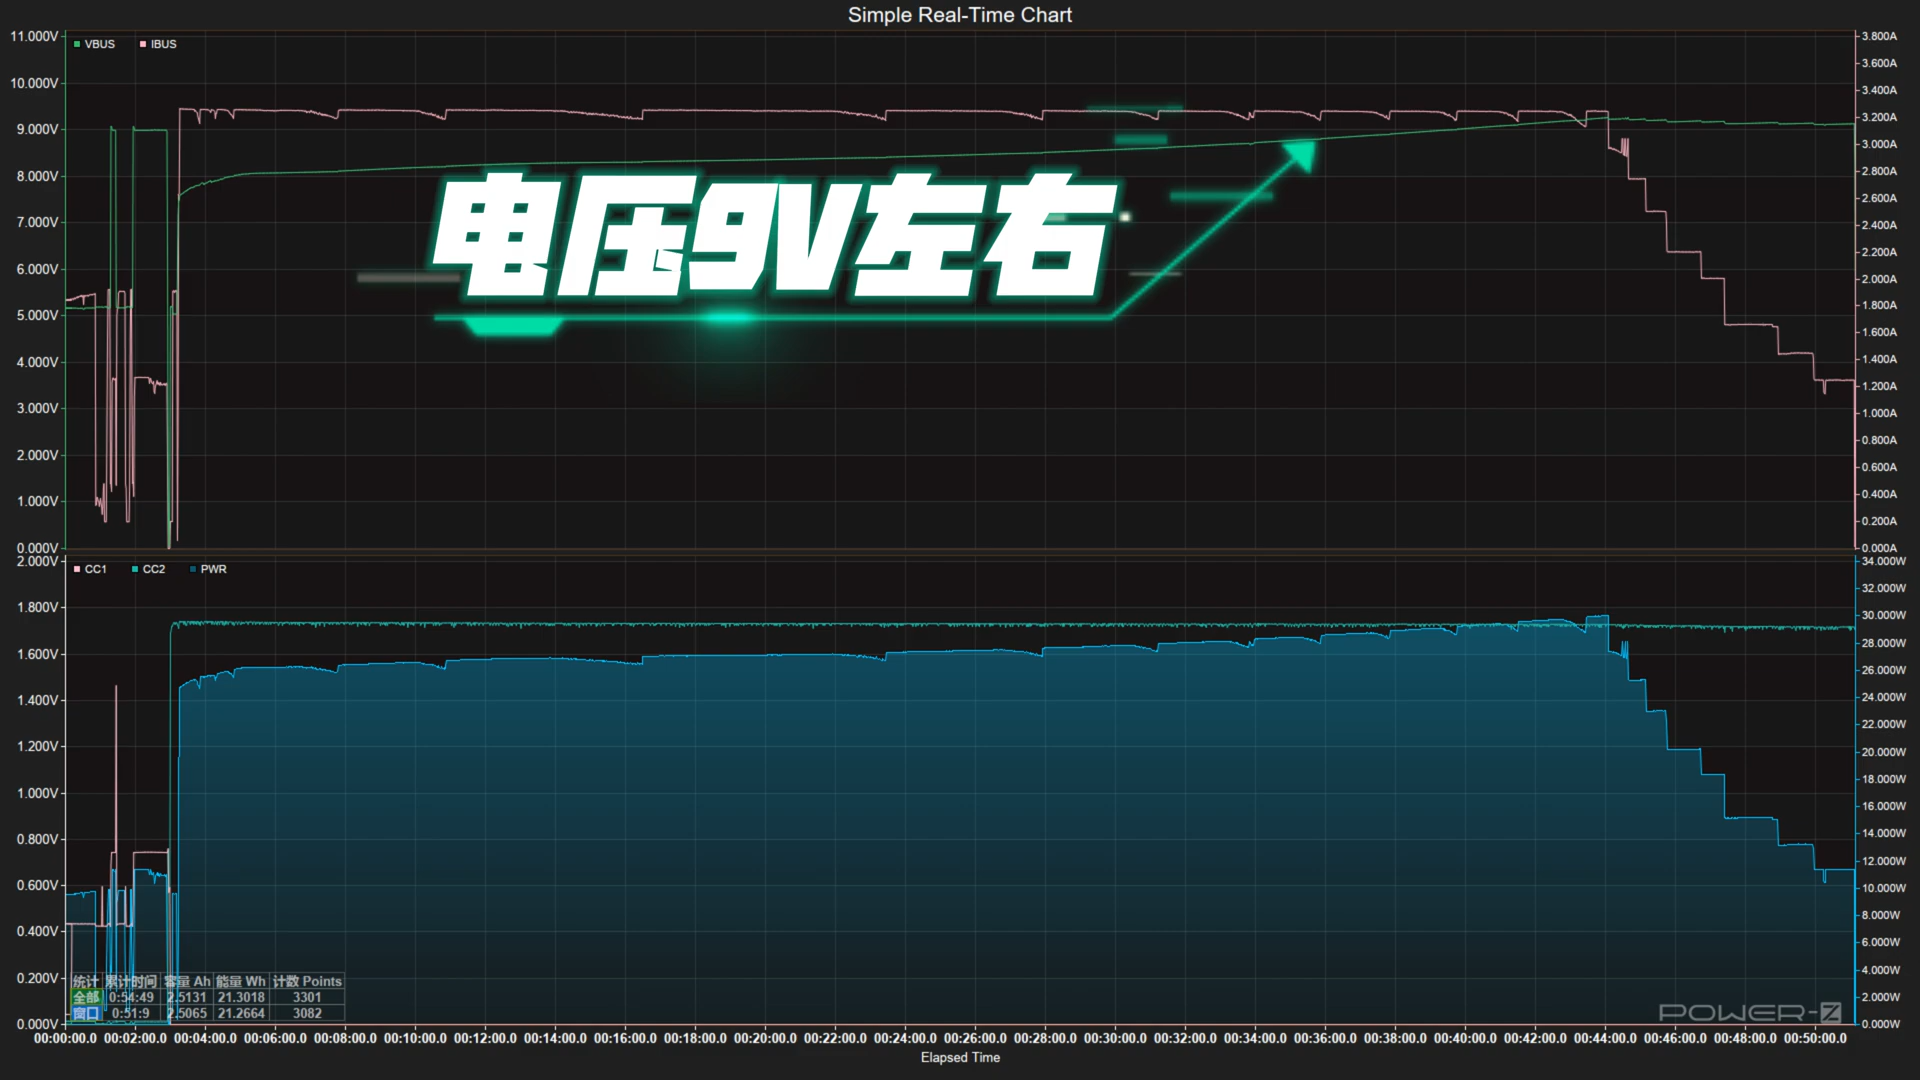 Simple Real-Time Chart
VBUS IBUS
11.000V
10.000V
9.000V
8.000V
7.000V
6.000V
5.000V
4.000V
3.000V
2.000V
1.000V
0.000V
3.800A
3.600A
3.400A
3.200A
3.000A
2.800A
2.600A
2.400A
2.200A
2.000A
1.800A
1.600A
1.400A
1.200A
1.000A
0.800A
0.600A
0.400A
0.200A
0.000A
电压9V左右
CC1 CC2 PWR
2.000V
1.800V
1.600V
1.400V
1.200V
1.000V
0.800V
0.600V
0.400V
0.200V
0.000V
34.000W
32.000W
30.000W
28.000W
26.000W
24.000W
22.000W
20.000W
18.000W
16.000W
14.000W
12.000W
10.000W
8.000W
6.000W
4.000W
2.000W
0.000W
统计 累计时间 容量 Ah 能量 Wh 计数 Points
全部 0:54:49 2.5131 21.3018 3301
窗口 0:51:9 2.5065 21.2664 3082
POWER-Z
00:00:00.0 00:02:00.0 00:04:00.0 00:06:00.0 00:08:00.0 00:10:00.0 00:12:00.0 00:14:00.0 00:16:00.0 00:18:00.0 00:20:00.0 00:22:00.0 00:24:00.0 00:26:00.0 00:28:00.0 00:30:00.0 00:32:00.0 00:34:00.0 00:36:00.0 00:38:00.0 00:40:00.0 00:42:00.0 00:44:00.0 00:46:00.0 00:48:00.0 00:50:00.0
Elapsed Time